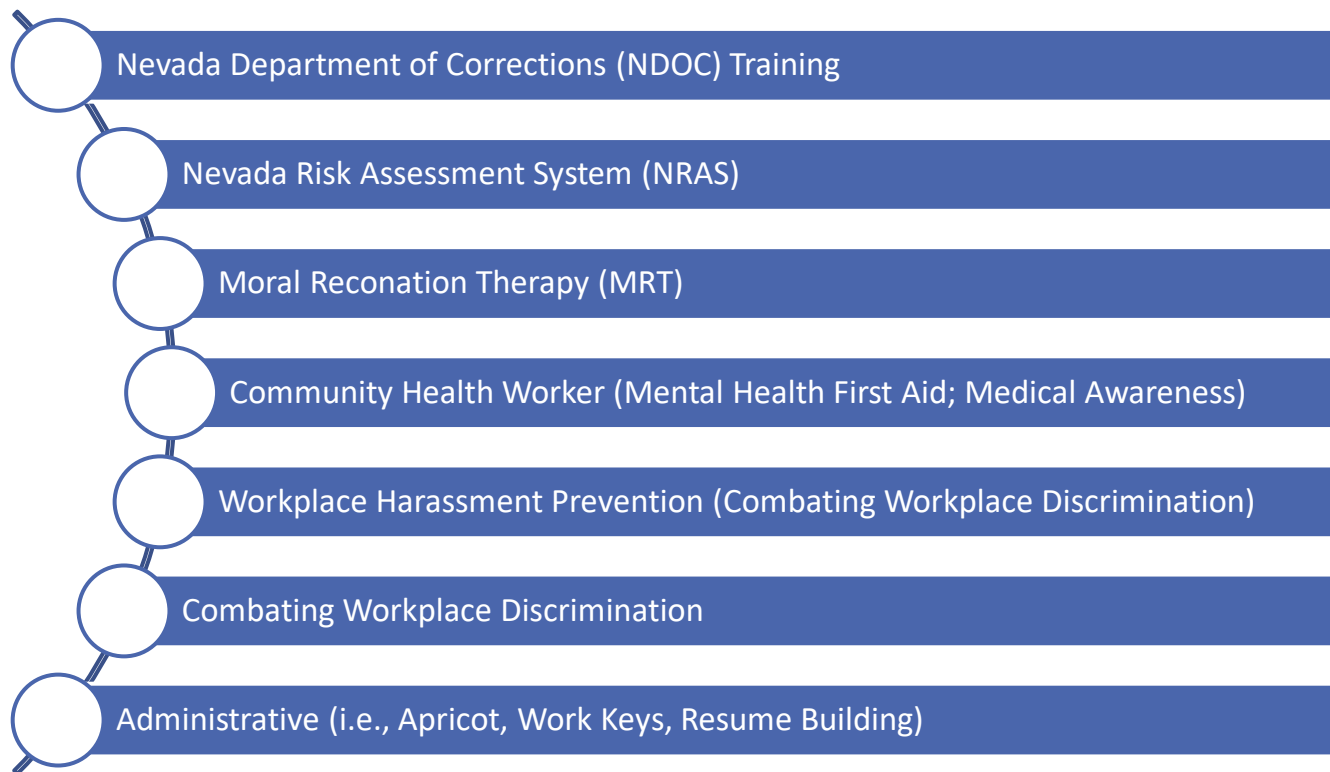 Nevada Department of Corrections (NDOC) Training
Nevada Risk Assessment System (NRAS)
Moral Reconation Therapy (MRT)
Community Health Worker (Mental Health First Aid; Medical Awareness)
Workplace Harassment Prevention (Combating Workplace Discrimination)
Combating Workplace Discrimination
Administrative (i.e., Apricot, Work Keys, Resume Building)